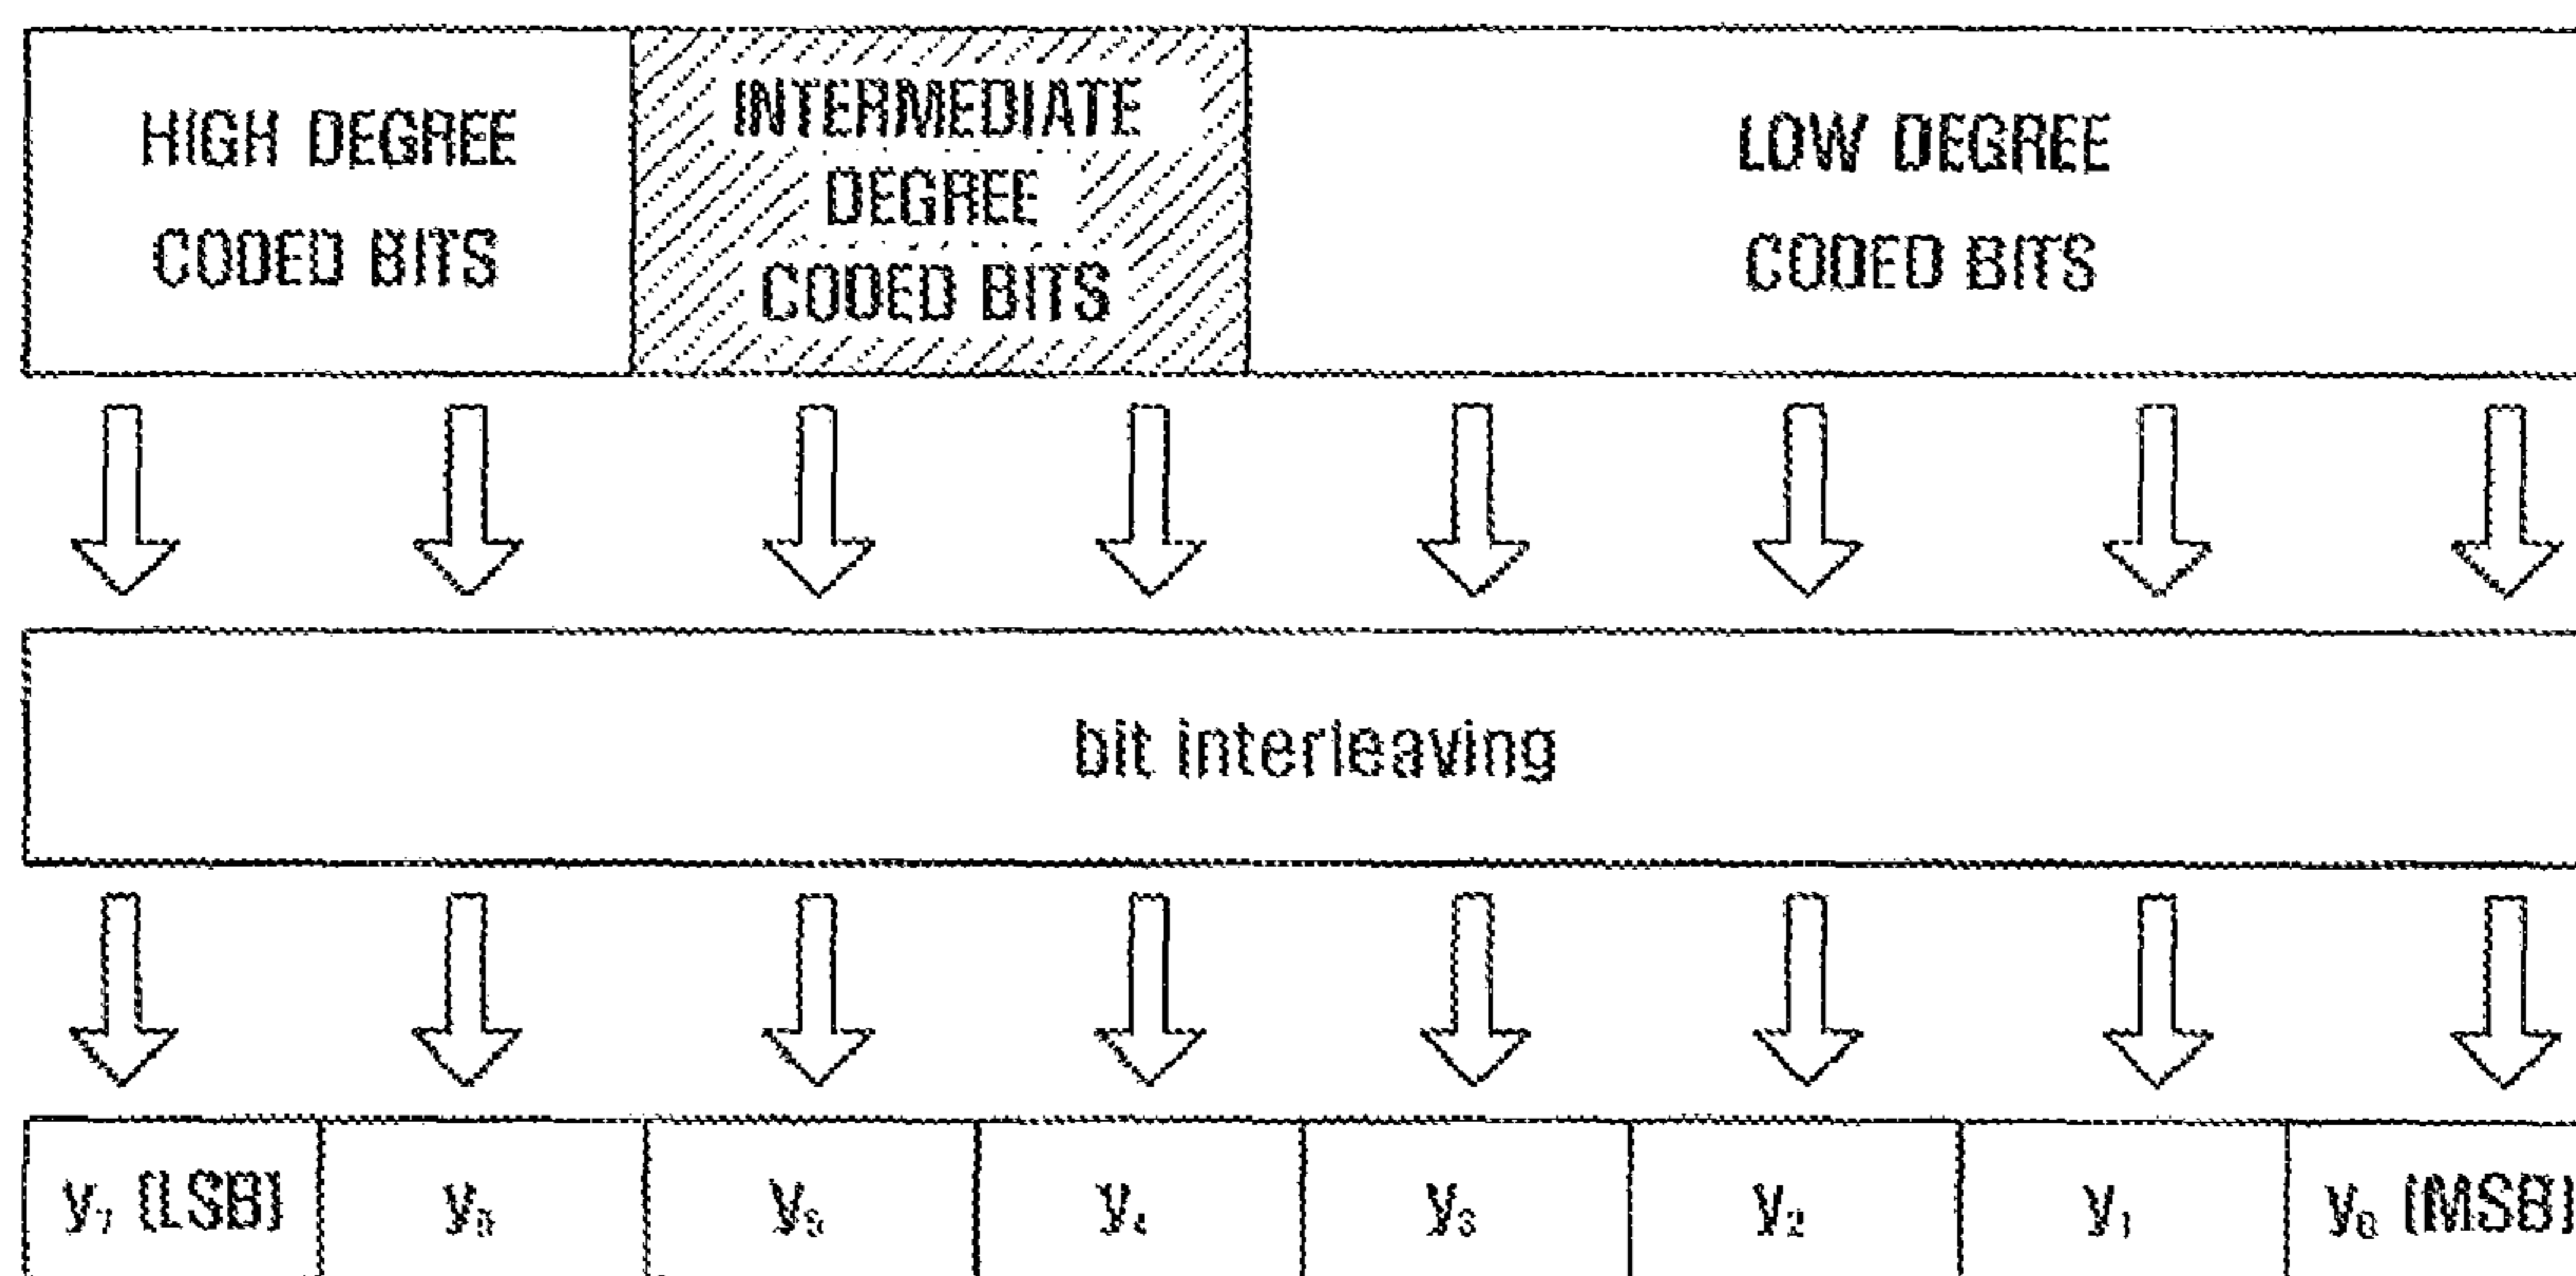 HIGH DEGREE
CODED BITS
INTERMEDIATE
DEGREE
CODED BITS
LOW DEGREE
CODED BITS
bit interleaving
y₇ (LSB) y₆ y₅ y₄ y₃ y₂ y₁ y₀ (MSB)